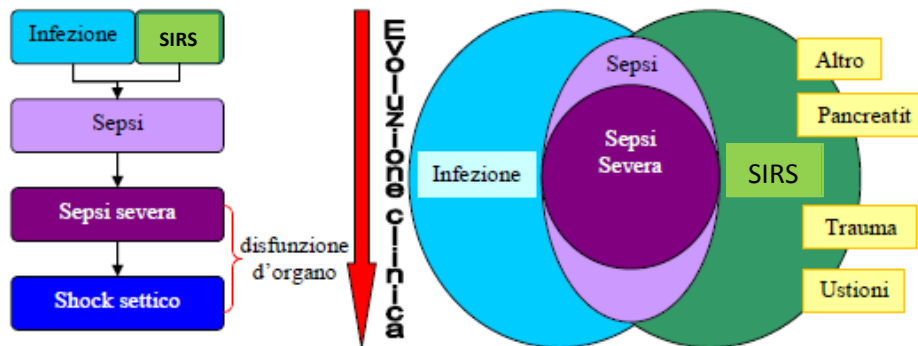 Infezione
SIRS
Sepsi
Sepsi severa
Shock settico
disfunzione
d'organo
Evoluzione clinica
Infezione
Sepsi
Sepsi
Severa
SIRS
Altro
Pancreatit
Trauma
Ustioni